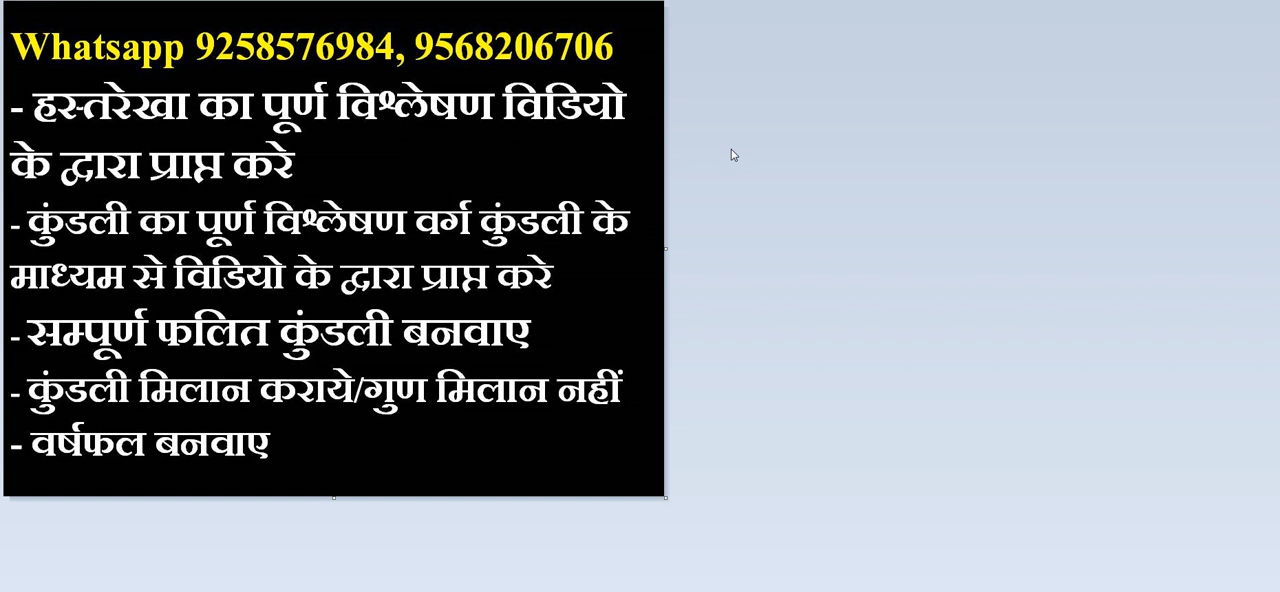 Whatsapp 9258576984, 9568206706
- हस्तरेखा का पूर्ण विश्लेषण विडियो
के द्वारा प्राप्त करे
- कुंडली का पूर्ण विश्लेषण वर्ग कुंडली के
माध्यम से विडियो के द्वारा प्राप्त करे
- सम्पूर्ण फलित कुंडली बनवाए
- कुंडली मिलान कराये/गुण मिलान नहीं
- वर्षफल बनवाए